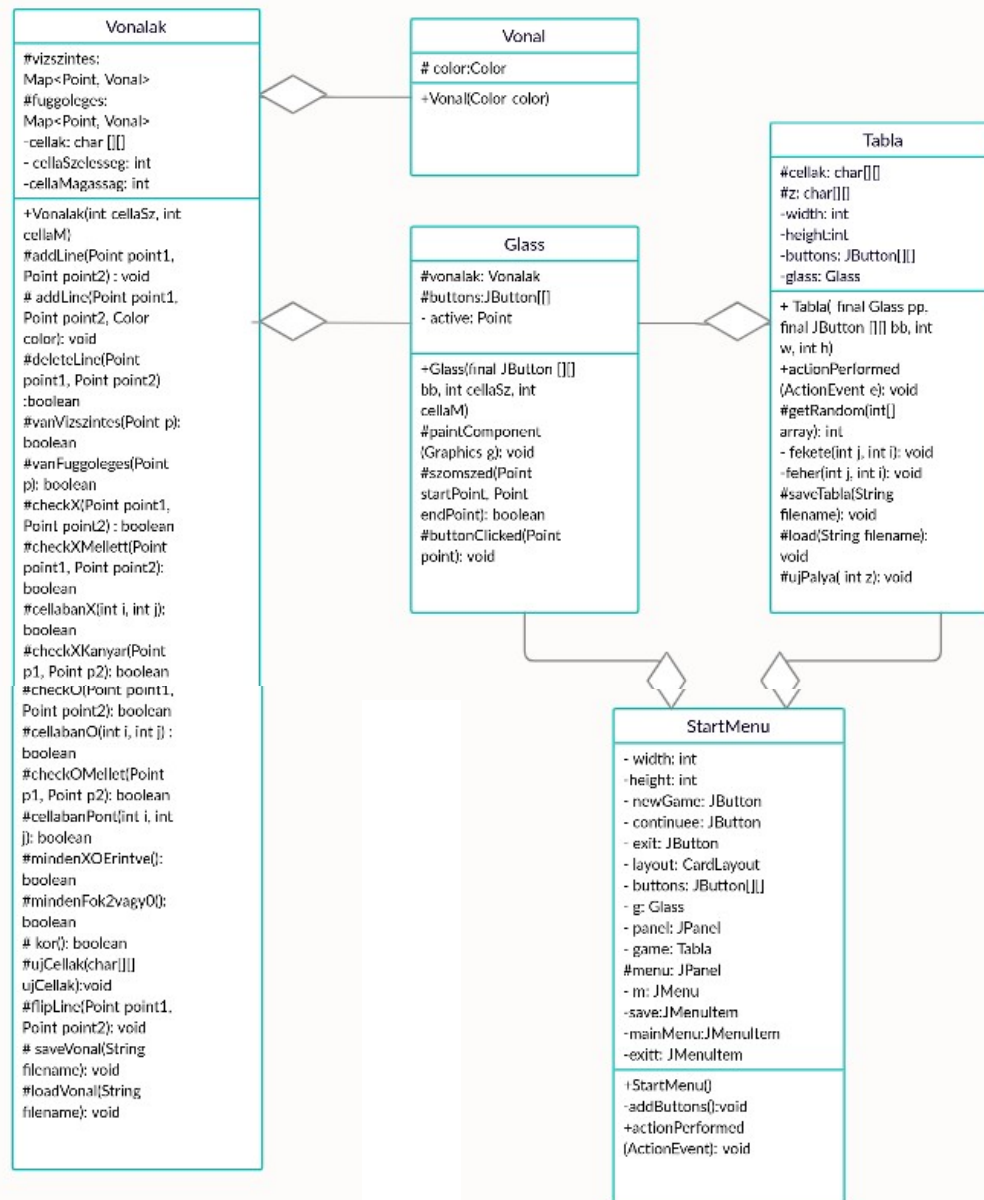 Vonalak
#vizszintes:
Map<Point, Vonal>
#fuggoleges:
Map<Point, Vonal>
-cellak: char [][]
- cellaSzelesseg: int
-cellaMagassag: int
+Vonalak(int cellaSz, int
cellaM)
#addLine(Point point1,
Point point2) : void
# addLine(Point point1,
Point point2, Color
color): void
#deleteLine(Point
point1, Point point2)
:boolean
#vanVizszintes(Point p):
boolean
#vanFuggoleges(Point
p): boolean
#checkX(Point point1,
Point point2) : boolean
#checkXMellett(Point
point1, Point point2):
boolean
#cellabanX(int i, int j):
boolean
#checkXKanyar(Point
p1, Point p2): boolean
#checkO(Point point1,
Point point2): boolean
#cellabanO(int i, int j) :
boolean
#checkOMellet(Point
p1, Point p2): boolean
#cellabanPont(int i, int
j): boolean
#mindenXOErintve():
boolean
#mindenFok2vagy0():
boolean
# kor(): boolean
#ujCellak(char[][]
ujCellak):void
#flipLine(Point point1,
Point point2): void
# saveVonal(String
filename): void
#loadVonal(String
filename): void
Vonal
# color:Color
+Vonal(Color color)
Glass
#vonalak: Vonalak
#buttons:JButton[][]
- active: Point
+Glass(final JButton [][]
bb, int cellaSz, int
cellaM)
#paintComponent
(Graphics g): void
#szomszed(Point
startPoint, Point
endPoint): boolean
#buttonClicked(Point
point): void
Tabla
#cellak: char[][]
#z: char[][]
-width: int
-height:int
-buttons: JButton[][]
-glass: Glass
+ Tabla( final Glass pp,
final JButton [][] bb, int
w, int h)
+actionPerformed
(ActionEvent e): void
#getRandom(int[]
array): int
- fekete(int j, int i): void
-feher(int j, int i): void
#saveTabla(String
filename): void
#load(String filename):
void
#ujPalya( int z): void
StartMenu
- width: int
-height: int
- newGame: JButton
- continuee: JButton
- exit: JButton
- layout: CardLayout
- buttons: JButton[][]
- g: Glass
- panel: JPanel
- game: Tabla
#menu: JPanel
- m: JMenu
-save:JMenuItem
-mainMenu:JMenuItem
-exitt: JMenuItem
+StartMenu()
-addButtons():void
+actionPerformed
(ActionEvent): void